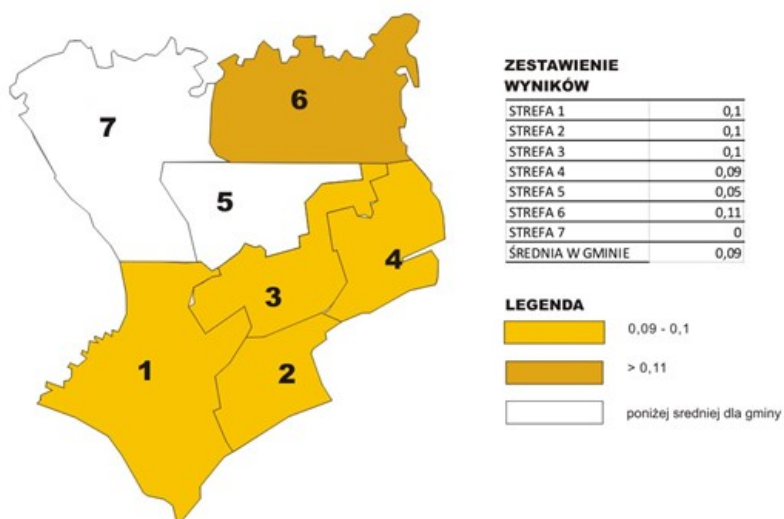 ZESTAWIENIE
WYNIKÓW
STREFA 1 0,1
STREFA 2 0,1
STREFA 3 0,1
STREFA 4 0,09
STREFA 5 0,05
STREFA 6 0,11
STREFA 7 0
ŚREDNIA W GMINIE 0,09
LEGENDA
0,09 - 0,1
> 0,11
poniżej sredniej dla gminy
7
6
5
4
3
1
2